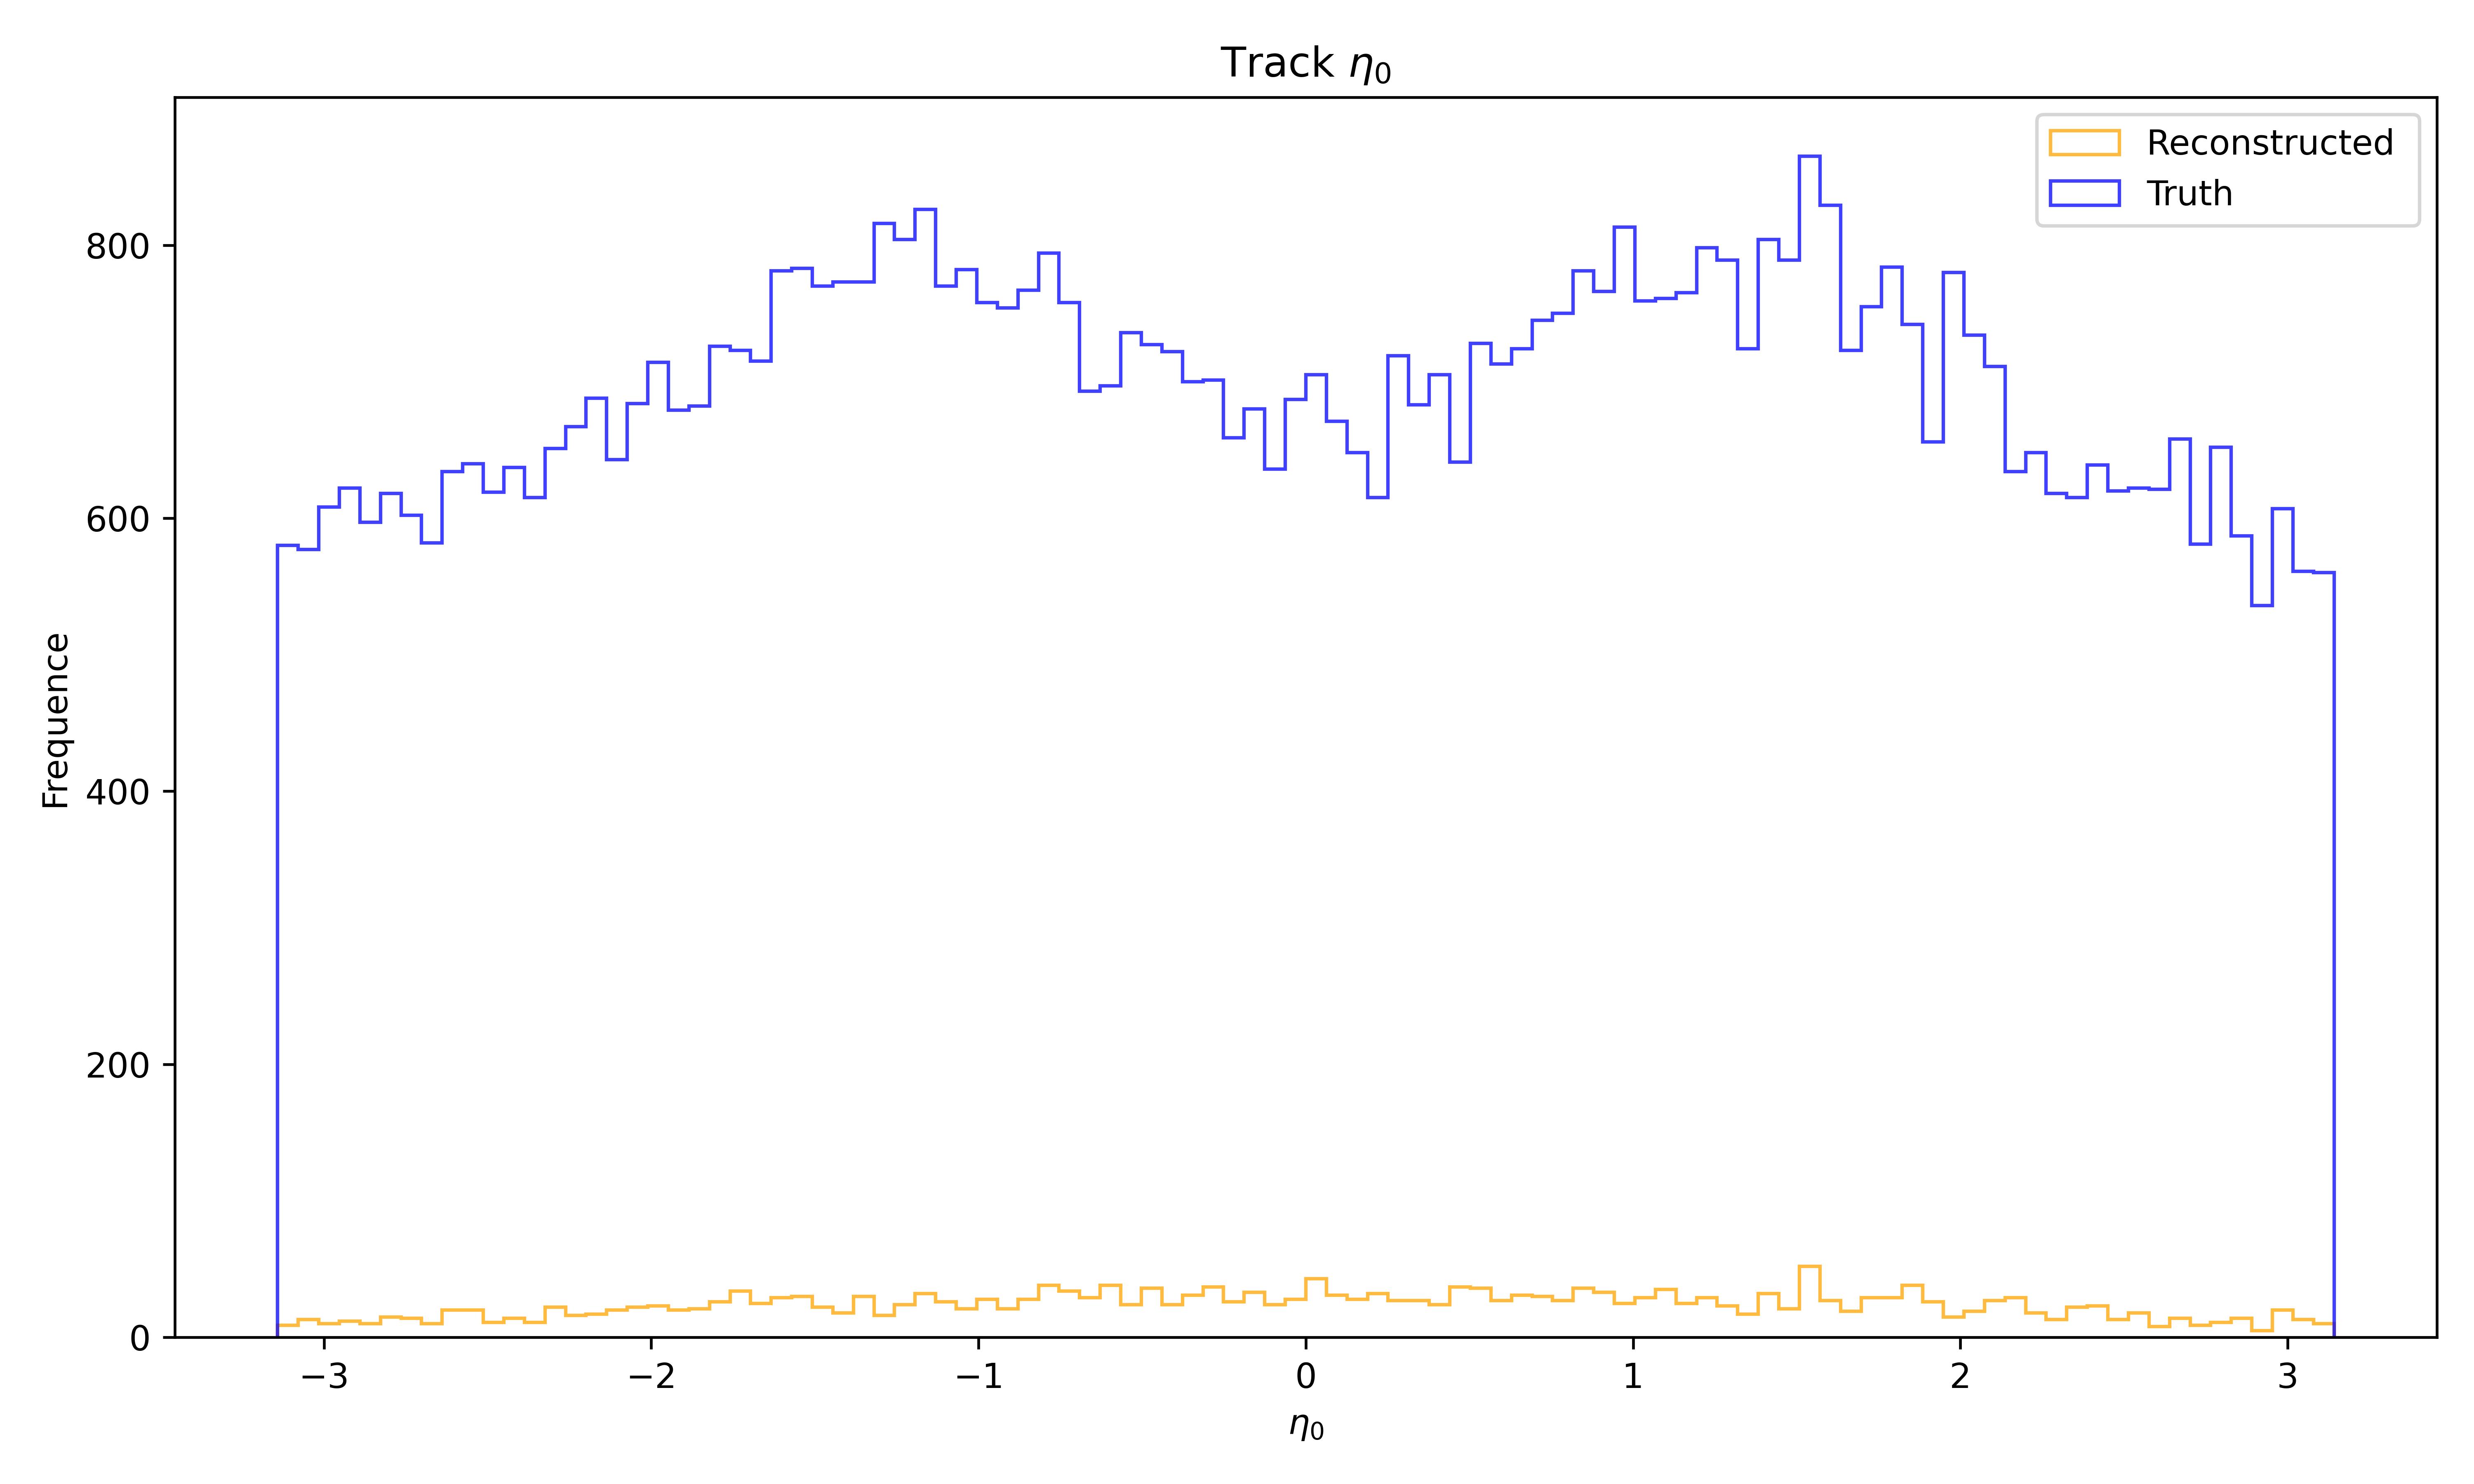 Track η₀
Reconstructed
Truth
Frequence
800
600
400
200
0
−3 −2 −1 0 1 2 3
η₀